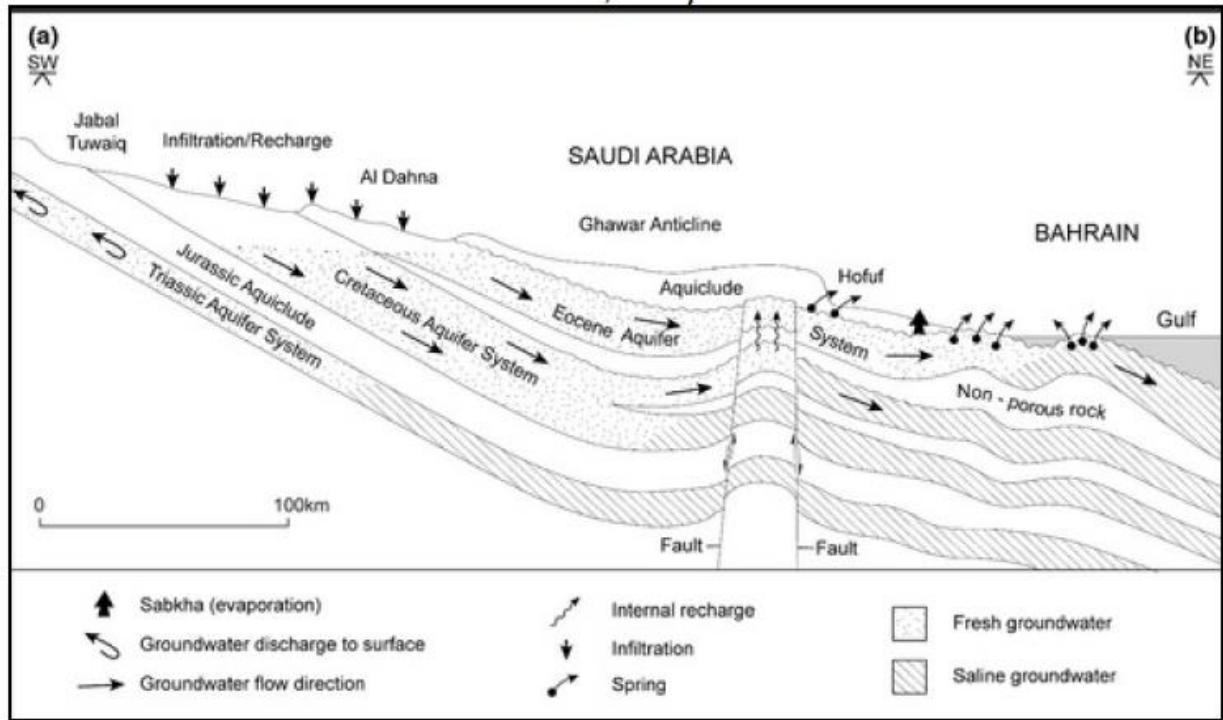 (a)
SW
(b)
NE
Jabal
Tuwaiq
Infiltration/Recharge
Al Dahna
SAUDI ARABIA
Ghawar Anticline
BAHRAIN
Aquiclude
Hofuf
Gulf
Jurassic Aquiclude
Triassic Aquifer System
Cretaceous Aquifer System
Eocene Aquifer
System
Non - porous rock
0
100km
Fault
Fault
Sabkha (evaporation)
Groundwater discharge to surface
Groundwater flow direction
Internal recharge
Infiltration
Spring
Fresh groundwater
Saline groundwater